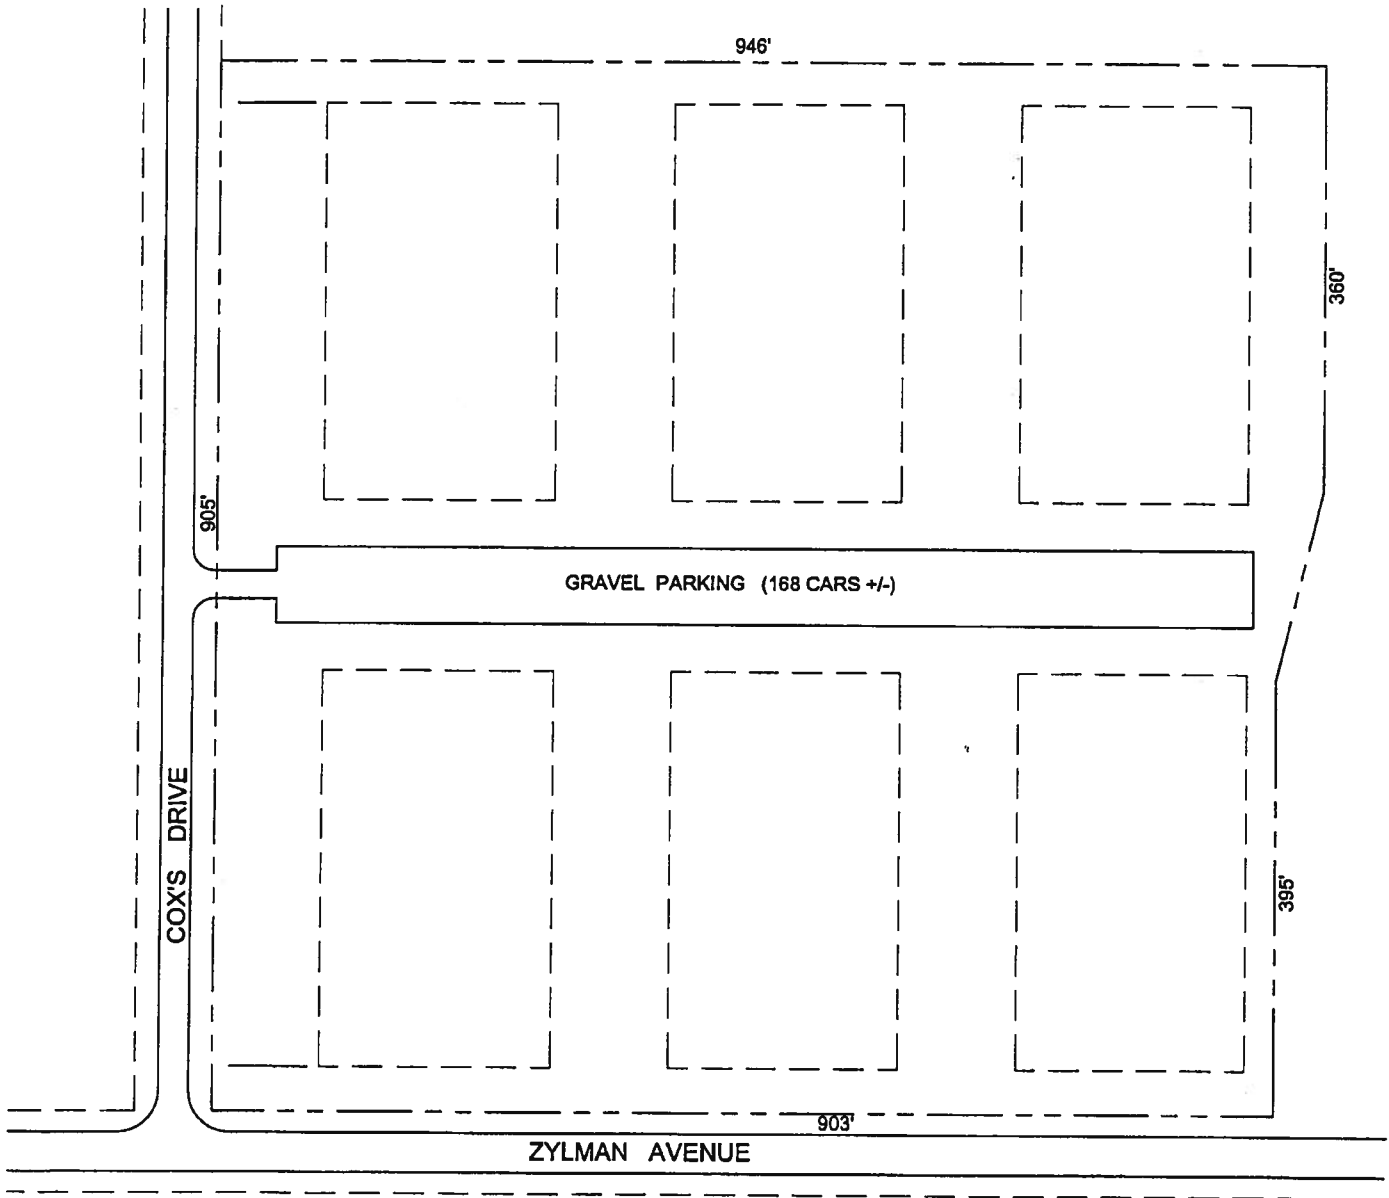 946'
360'
905'
GRAVEL PARKING (168 CARS +/-)
COX'S DRIVE
395'
903'
ZYLMAN AVENUE